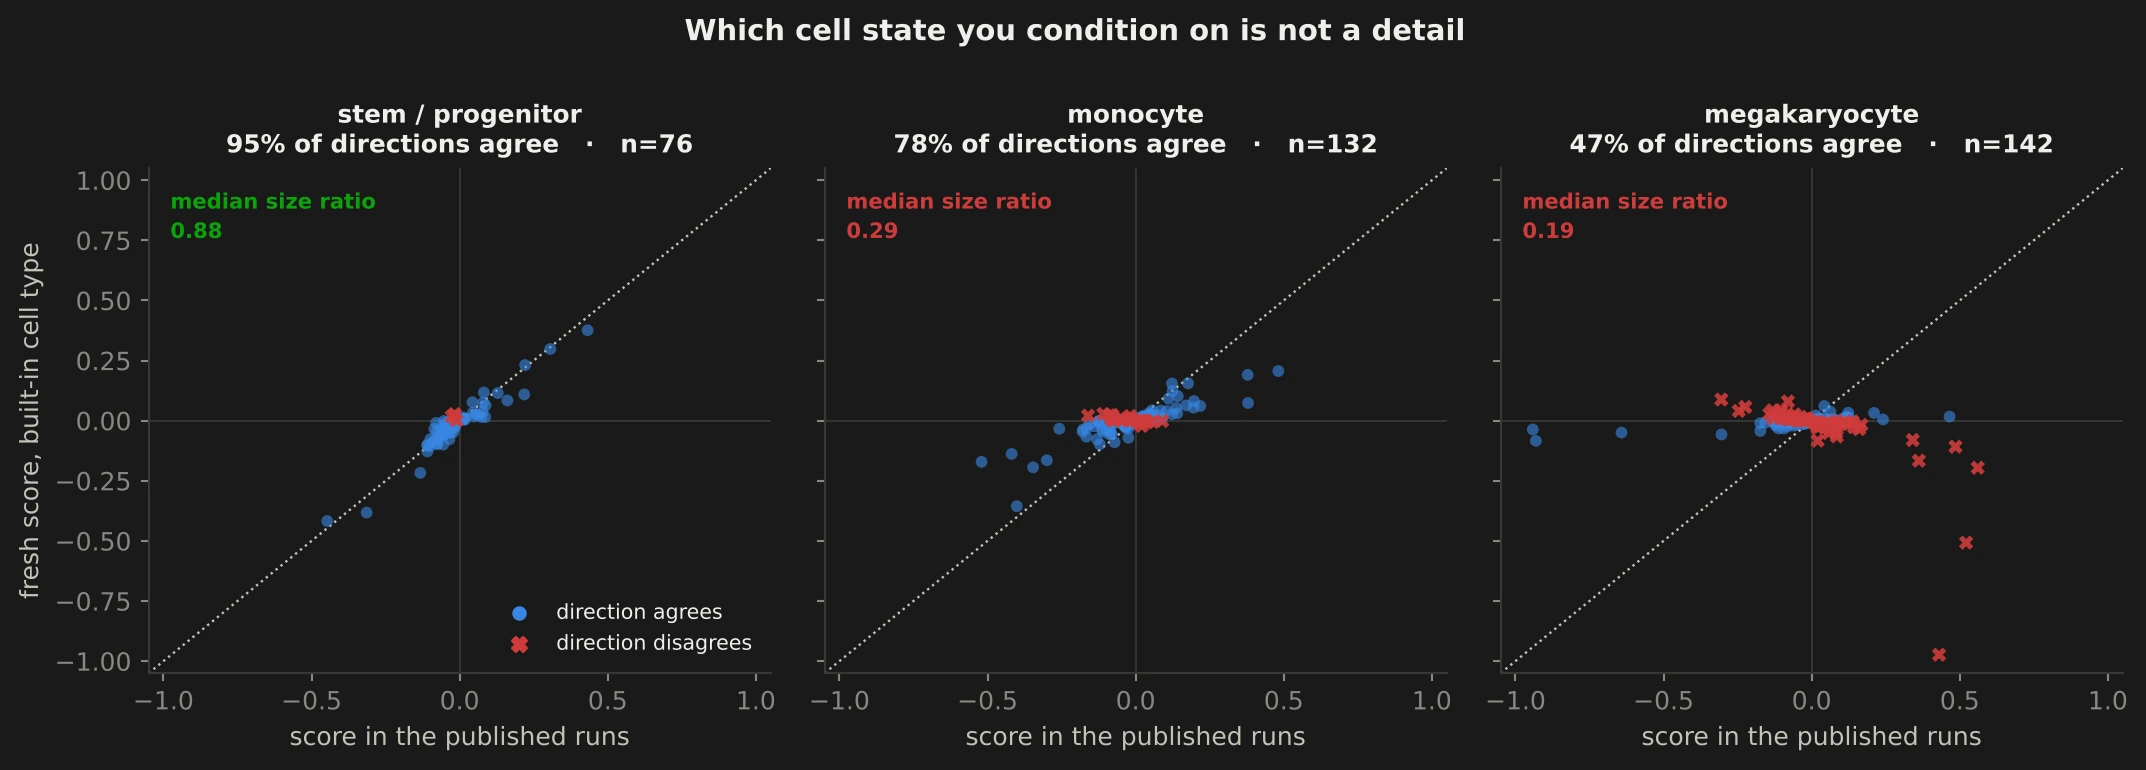 Which cell state you condition on is not a detail
stem / progenitor
95% of directions agree · n=76
monocyte
78% of directions agree · n=132
megakaryocyte
47% of directions agree · n=142
median size ratio
0.88
median size ratio
0.29
median size ratio
0.19
fresh score, built-in cell type
1.00
0.75
0.50
0.25
0.00
−0.25
−0.50
−0.75
−1.00
direction agrees
direction disagrees
−1.0 −0.5 0.0 0.5 1.0
−1.0 −0.5 0.0 0.5 1.0
−1.0 −0.5 0.0 0.5 1.0
score in the published runs
score in the published runs
score in the published runs